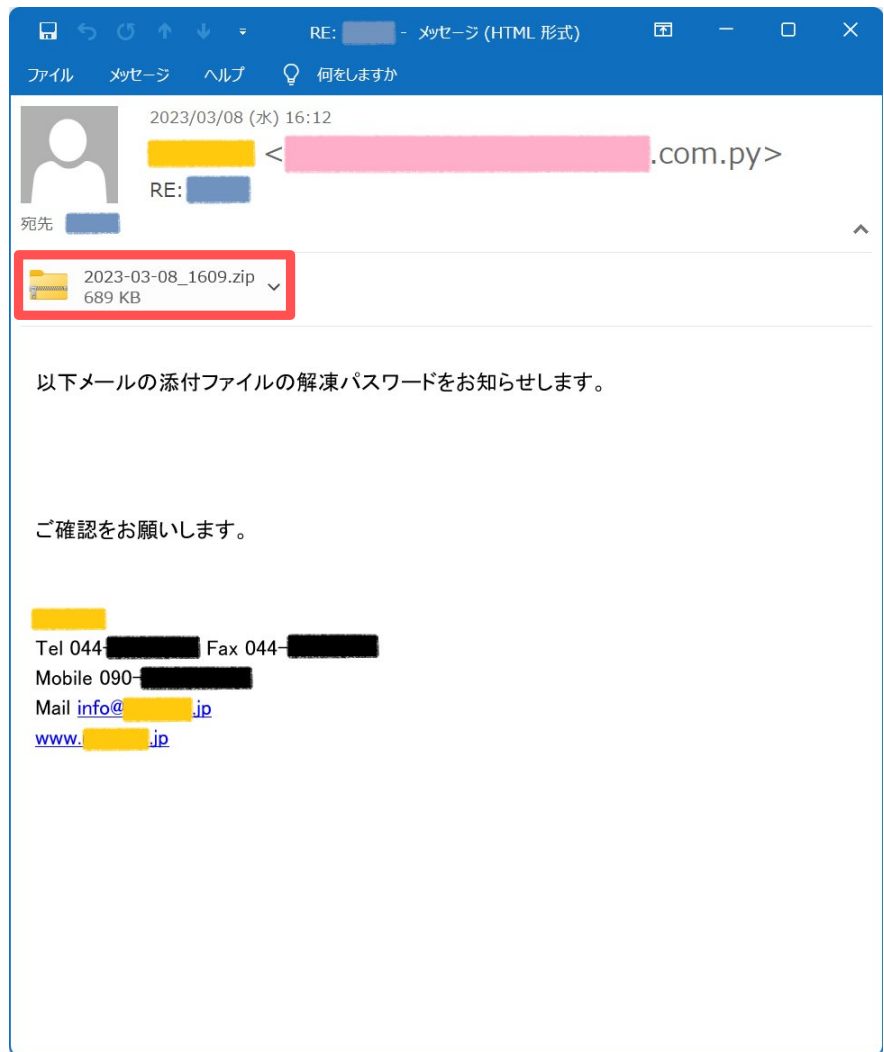 RE: - メッセージ (HTML 形式)
ファイル メッセージ ヘルプ 何をしますか
2023/03/08 (水) 16:12
< .com.py>
RE:
宛先
2023-03-08_1609.zip
689 KB
以下メールの添付ファイルの解凍パスワードをお知らせします。
ご確認をお願いします。
Tel 044- Fax 044-
Mobile 090-
Mail info@ .jp
www. .jp